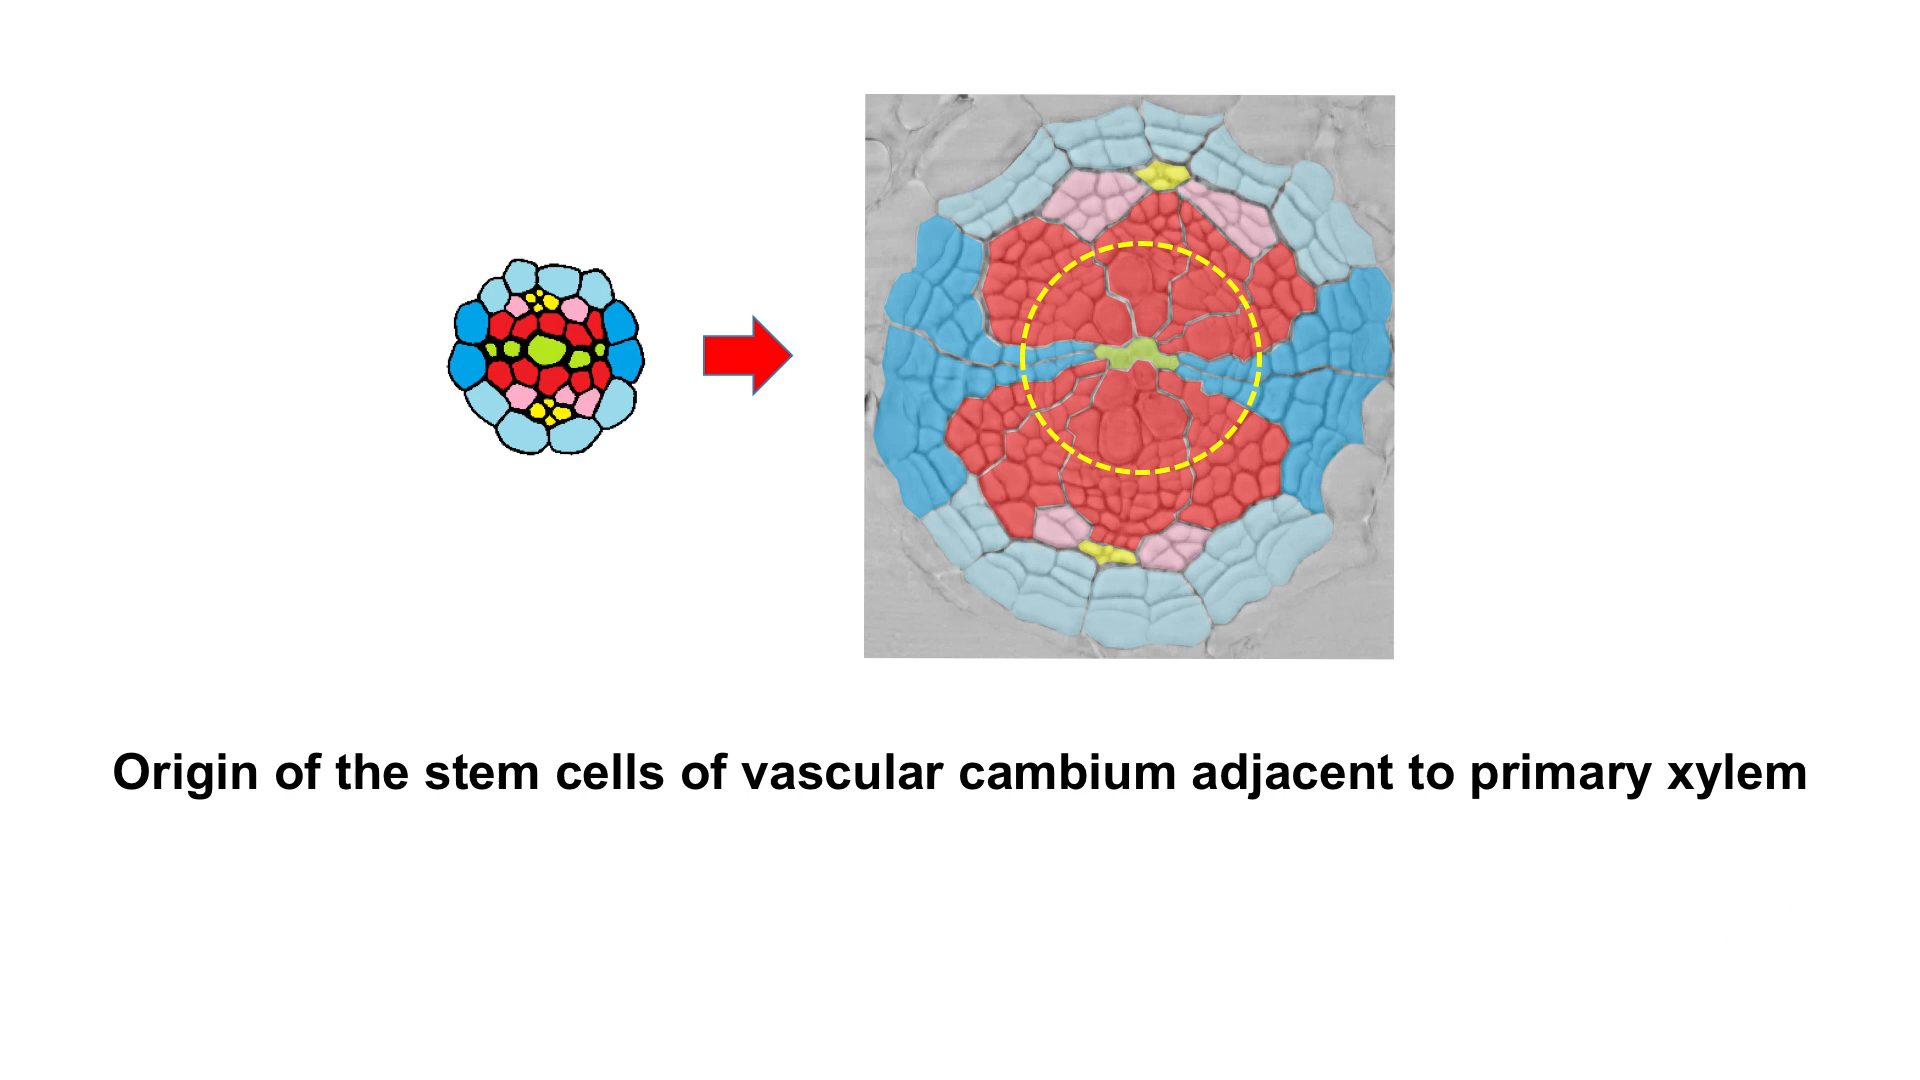 Origin of the stem cells of vascular cambium adjacent to primary xylem